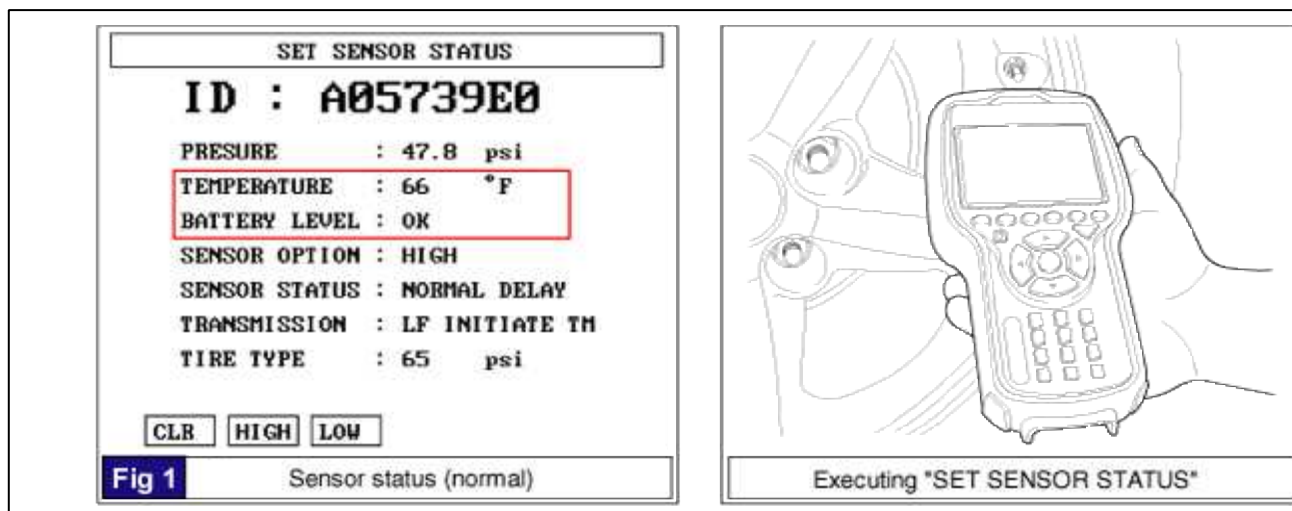 SET SENSOR STATUS
ID : A05739E0
PRESURE : 47.8 psi
TEMPERATURE : 66 °F
BATTERY LEVEL : OK
SENSOR OPTION : HIGH
SENSOR STATUS : NORMAL DELAY
TRANSMISSION : LF INITIATE TM
TIRE TYPE : 65 psi
CLR HIGH LOW
Fig 1 Sensor status (normal)
Executing "SET SENSOR STATUS"